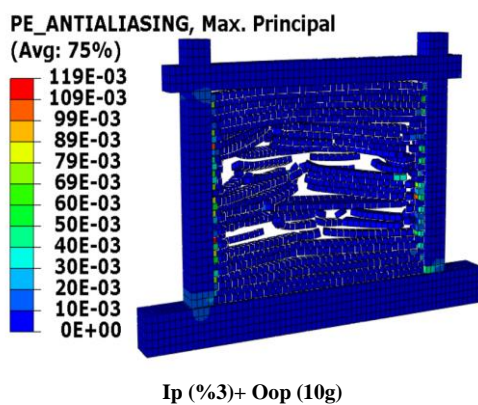 PE_ANTIALIASING, Max. Principal
(Avg: 75%)
119E-03
109E-03
99E-03
89E-03
79E-03
69E-03
60E-03
50E-03
40E-03
30E-03
20E-03
10E-03
0E+00
Ip (%3)+ Oop (10g)